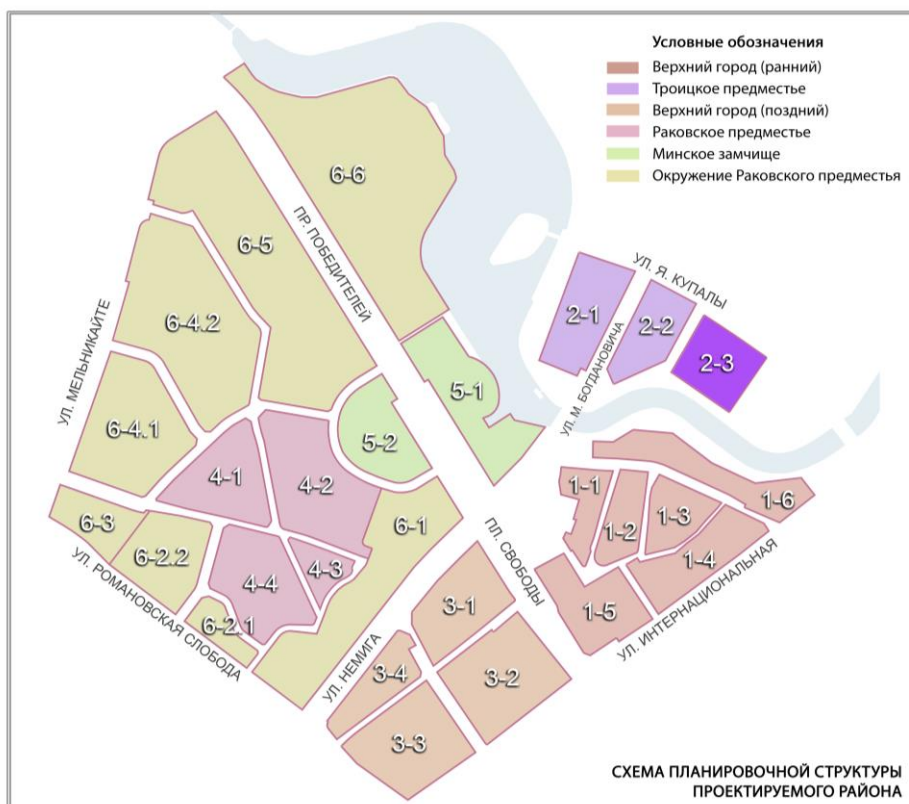 Условные обозначения
Верхний город (ранний)
Троицкое предместье
Верхний город (поздний)
Раковское предместье
Минское замчище
Окружение Раковского предместья
6-6
ПР. ПОБЕДИТЕЛЕЙ
6-5
УЛ. Я. КУПАЛЫ
2-1
2-2
2-3
УЛ. М. БОГДАНОВИЧА
УЛ. МЕЛЬНИКАЙТЕ
6-4.2
5-1
6-4.1
5-2
4-1
4-2
1-1
1-6
1-2
1-3
1-4
6-3
6-1
ПЛ. СВОБОДЫ
6-2.2
4-4
4-3
УЛ. РОМАНОВСКАЯ СЛОБОДА
3-1
1-5
УЛ. ИНТЕРНАЦИОНАЛЬНАЯ
6-2.1
УЛ. НЕМИГА
3-4
3-2
3-3
СХЕМА ПЛАНИРОВОЧНОЙ СТРУКТУРЫ
ПРОЕКТИРУЕМОГО РАЙОНА